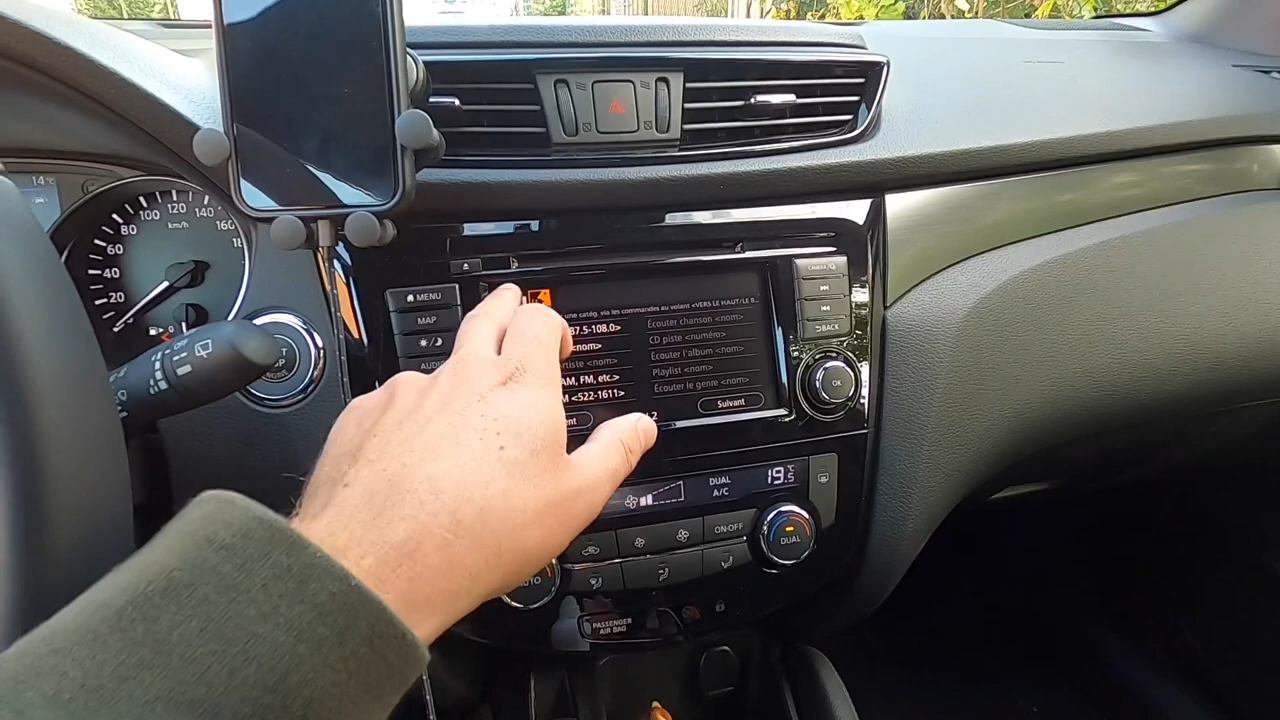 14°C
km/h
20
40
60
80
100
120
140
160
OFF
MENU
MAP
CAMERA
BACK
OK
une catég. via les commandes au volant <VERS LE HAUT/LE B...
87.5-108.0>
<nom>
<nom>
AM, FM, etc.>
<522-1611>
Écouter chanson <nom>
CD piste <numéro>
Écouter l'album <nom>
Playlist <nom>
Écouter le genre <nom>
Suivant
DUAL
A/C
19.5°C
ON·OFF
DUAL
AUTO
PASSENGER
AIR BAG